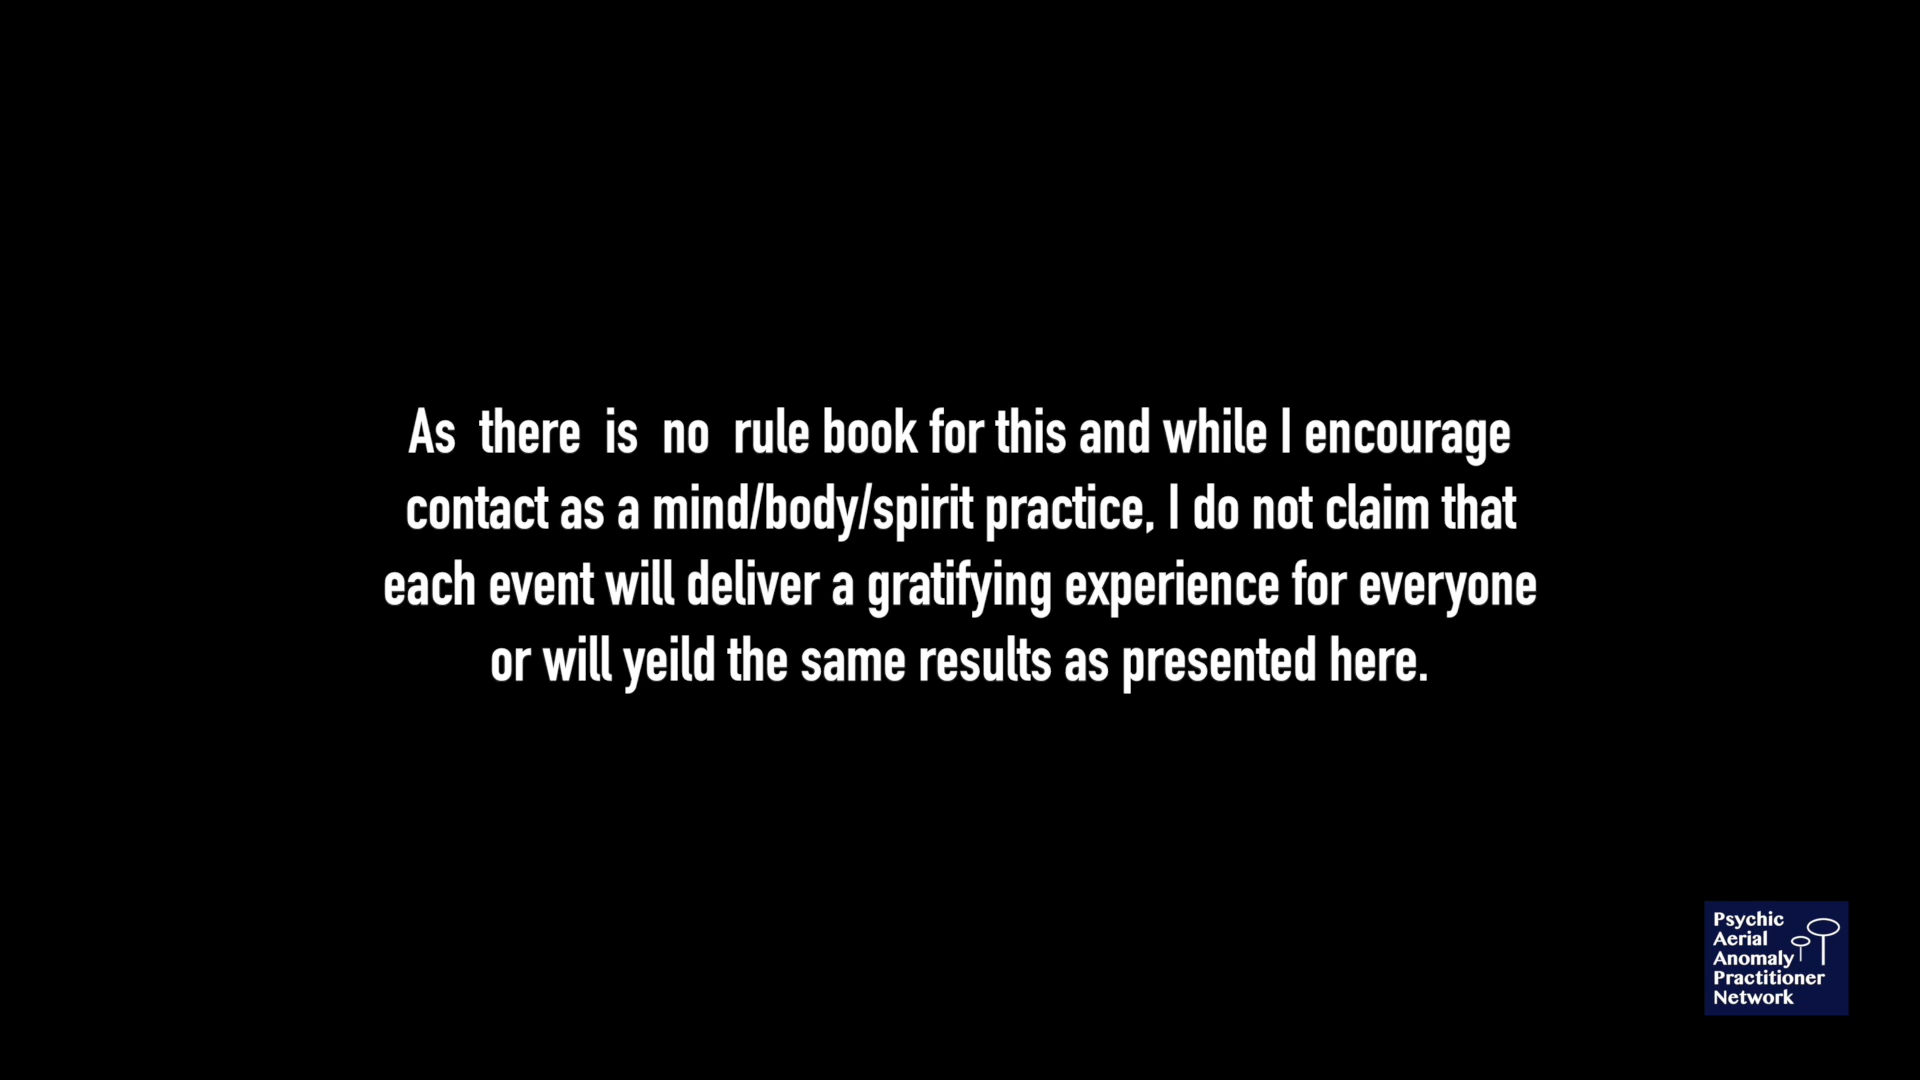 As there is no rule book for this and while I encourage
contact as a mind/body/spirit practice, I do not claim that
each event will deliver a gratifying experience for everyone
or will yeild the same results as presented here.
Psychic
Aerial
Anomaly
Practitioner
Network